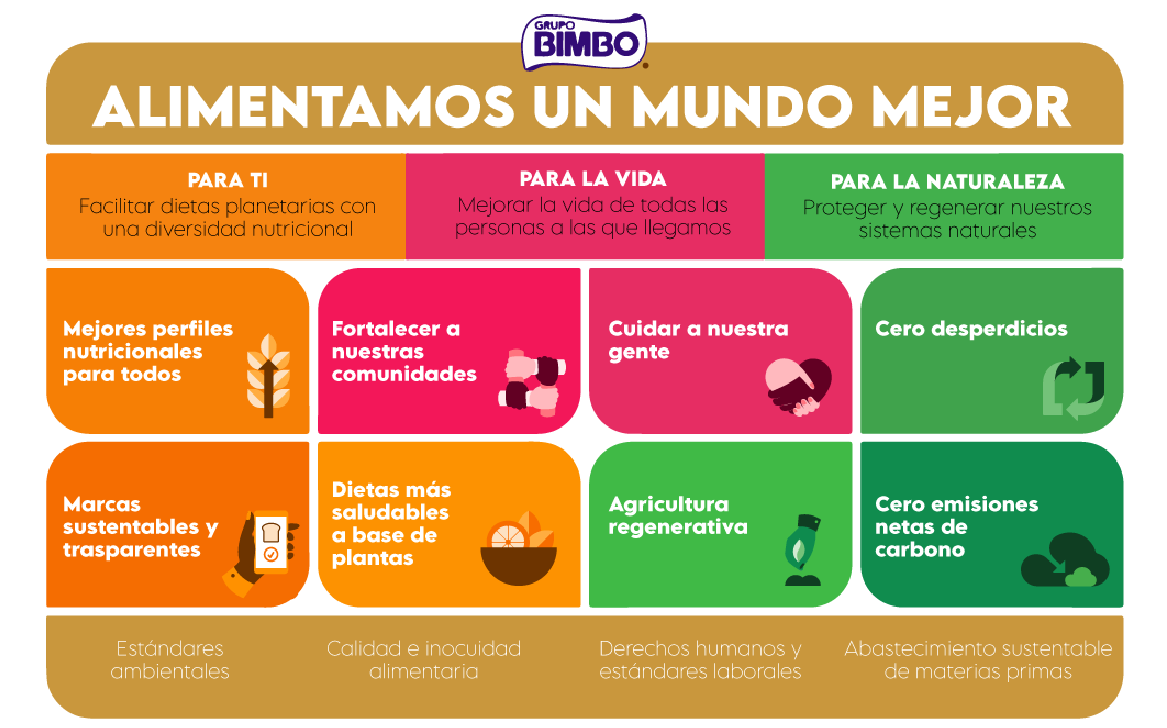 GRUPO
BIMBO
ALIMENTAMOS UN MUNDO MEJOR
PARA TI
Facilitar dietas planetarias con
una diversidad nutricional
PARA LA VIDA
Mejorar la vida de todas las
personas a las que llegamos
PARA LA NATURALEZA
Proteger y regenerar nuestros
sistemas naturales
Mejores perfiles
nutricionales
para todos
Fortalecer a
nuestras
comunidades
Cuidar a nuestra
gente
Cero desperdicios
Marcas
sustentables y
trasparentes
Dietas más
saludables
a base de
plantas
Agricultura
regenerativa
Cero emisiones
netas de
carbono
Estándares
ambientales
Calidad e inocuidad
alimentaria
Derechos humanos y
estándares laborales
Abastecimiento sustentable
de materias primas